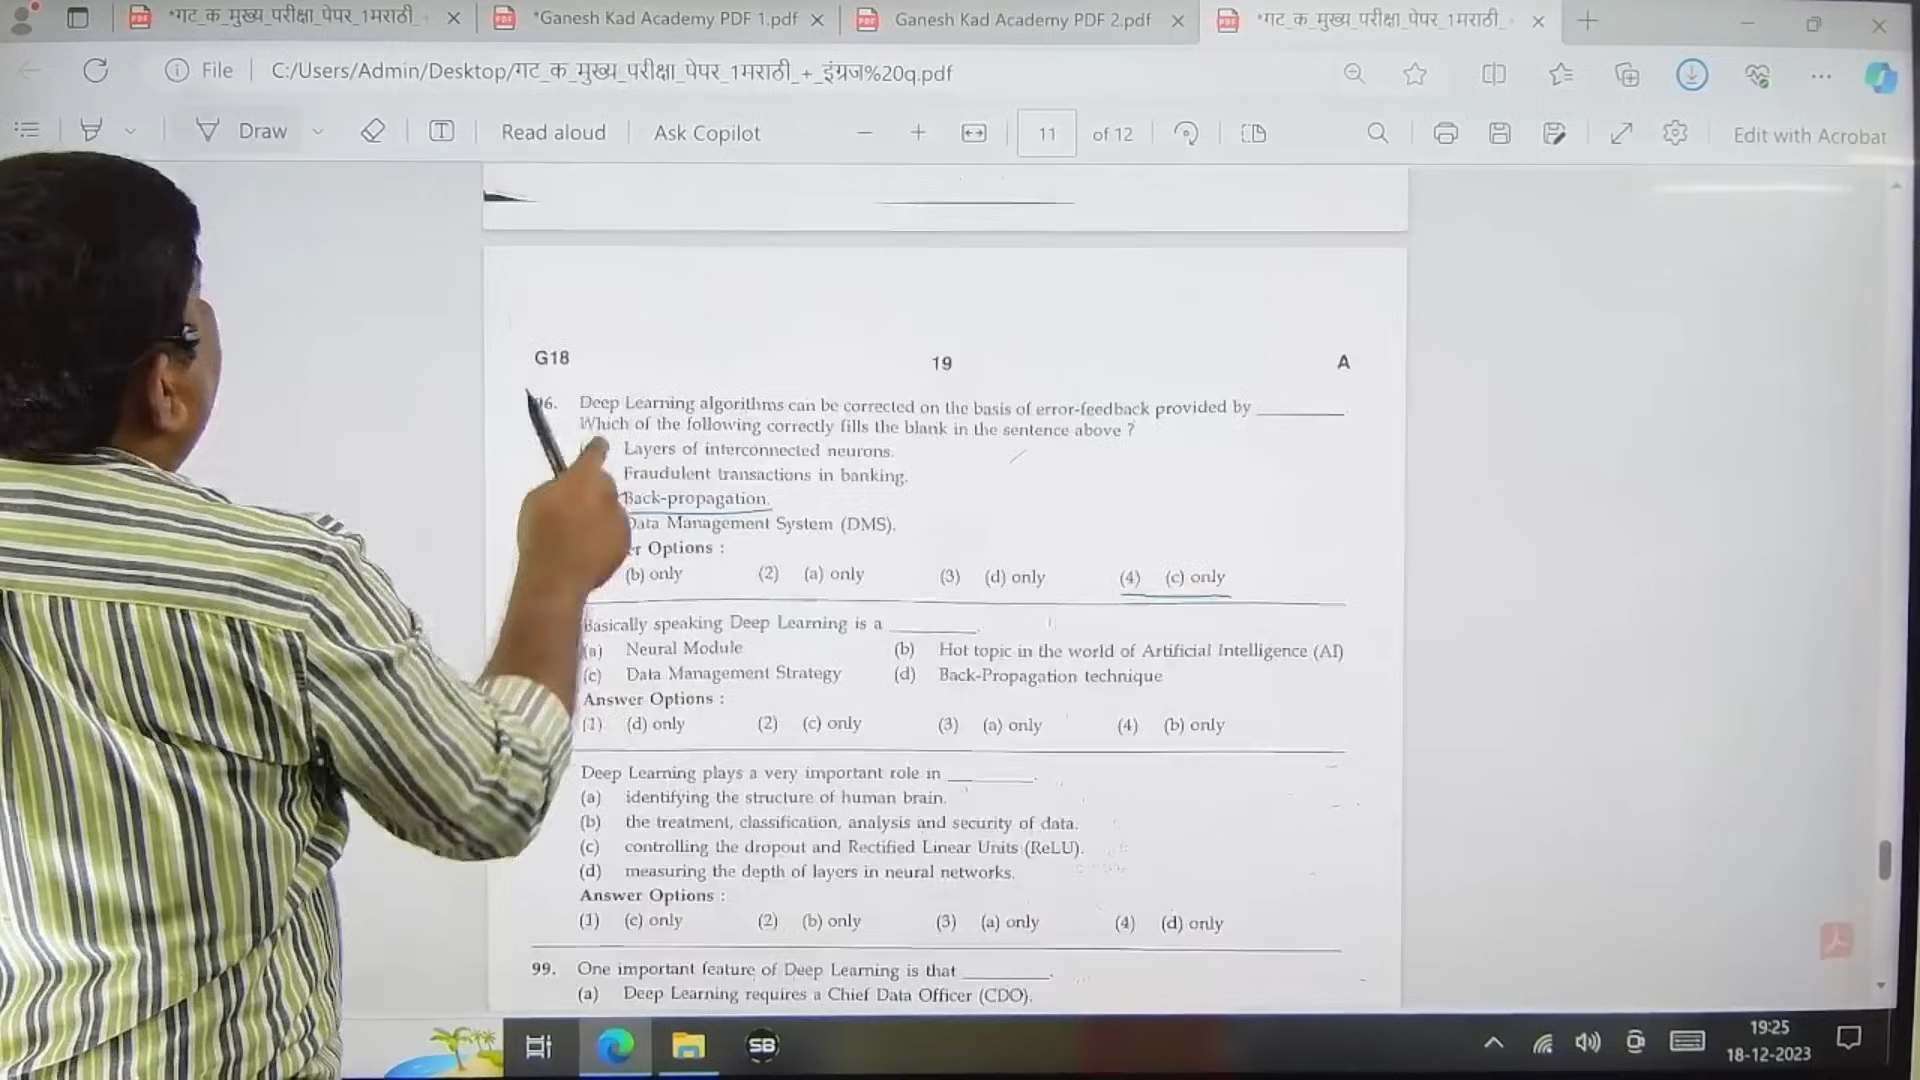 *गट_क_मुख्य_परीक्षा_पेपर_1मराठी_
*Ganesh Kad Academy PDF 1.pdf
Ganesh Kad Academy PDF 2.pdf
*गट_क_मुख्य_परीक्षा_पेपर_1मराठी_
File
C:/Users/Admin/Desktop/गट_क_मुख्य_परीक्षा_पेपर_1मराठी_+_इंग्रज%20q.pdf
Draw
Read aloud
Ask Copilot
11 of 12
Edit with Acrobat
G18 19 A
6. Deep Learning algorithms can be corrected on the basis of error-feedback provided by ________.
Which of the following correctly fills the blank in the sentence above ?
Layers of interconnected neurons.
Fraudulent transactions in banking.
Back-propagation.
Data Management System (DMS).
r Options :
(b) only (2) (a) only (3) (d) only (4) (c) only
Basically speaking Deep Learning is a ________.
(a) Neural Module (b) Hot topic in the world of Artificial Intelligence (AI)
(c) Data Management Strategy (d) Back-Propagation technique
Answer Options :
(1) (d) only (2) (c) only (3) (a) only (4) (b) only
Deep Learning plays a very important role in ________.
(a) identifying the structure of human brain.
(b) the treatment, classification, analysis and security of data.
(c) controlling the dropout and Rectified Linear Units (ReLU).
(d) measuring the depth of layers in neural networks.
Answer Options :
(1) (c) only (2) (b) only (3) (a) only (4) (d) only
99. One important feature of Deep Learning is that ________.
(a) Deep Learning requires a Chief Data Officer (CDO).
SB
19:25
18-12-2023